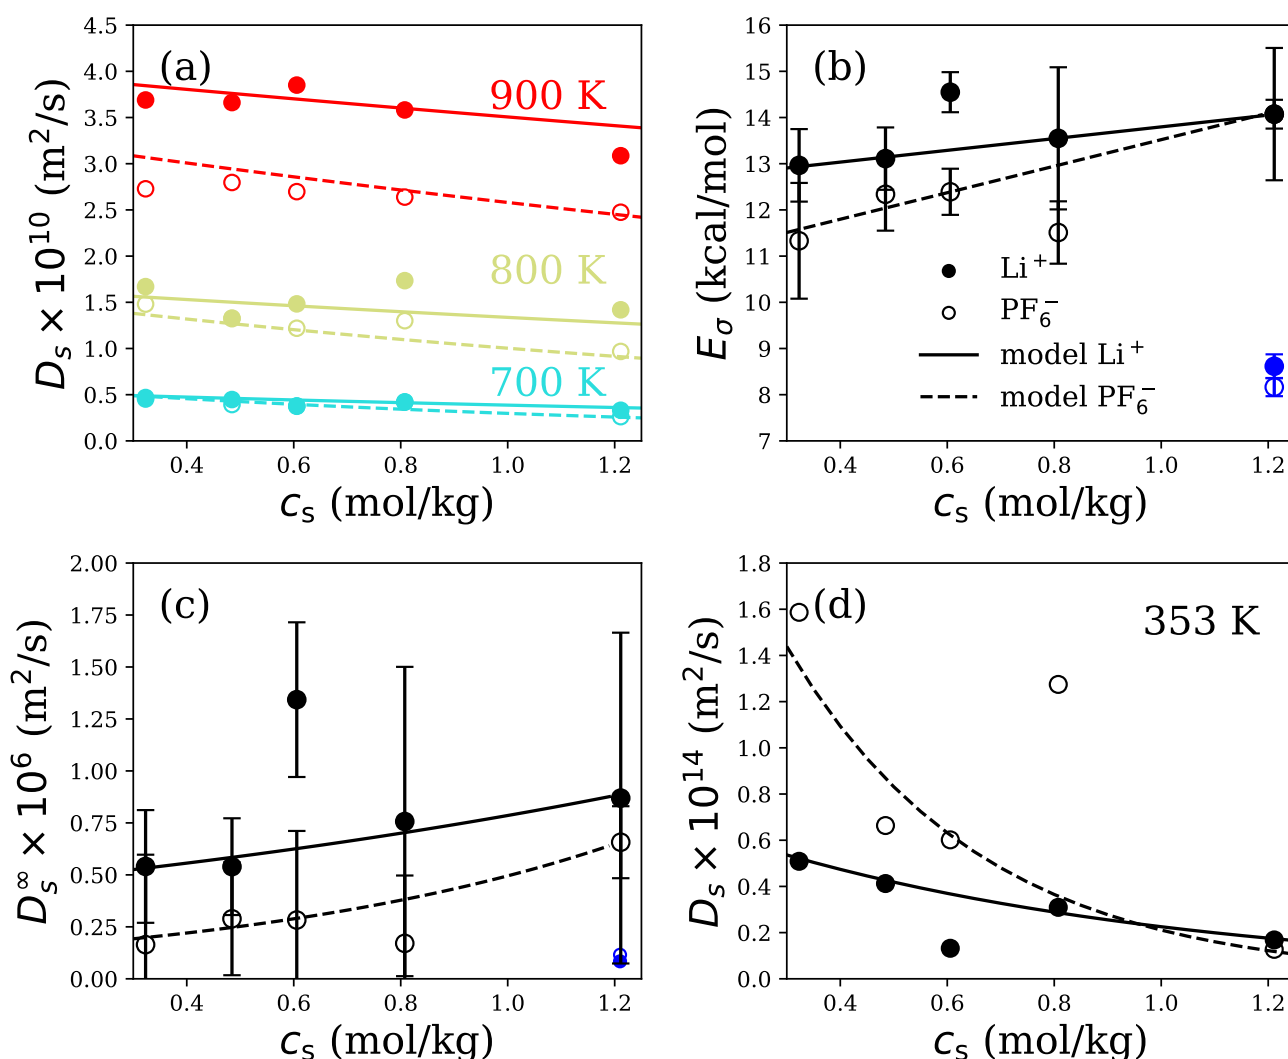 (a)
900 K
800 K
700 K
4.5
4.0
3.5
3.0
2.5
2.0
1.5
1.0
0.5
0.0
0.4 0.6 0.8 1.0 1.2
D_s × 10^10 (m^2/s)
c_s (mol/kg)
(b)
16
15
14
13
12
11
10
9
8
7
0.4 0.6 0.8 1.0 1.2
E_σ (kcal/mol)
c_s (mol/kg)
Li^+
PF_6^−
model Li^+
model PF_6^−
(c)
2.00
1.75
1.50
1.25
1.00
0.75
0.50
0.25
0.00
0.4 0.6 0.8 1.0 1.2
D_s^∞ × 10^6 (m^2/s)
c_s (mol/kg)
(d)
353 K
1.8
1.6
1.4
1.2
1.0
0.8
0.6
0.4
0.2
0.0
0.4 0.6 0.8 1.0 1.2
D_s × 10^14 (m^2/s)
c_s (mol/kg)